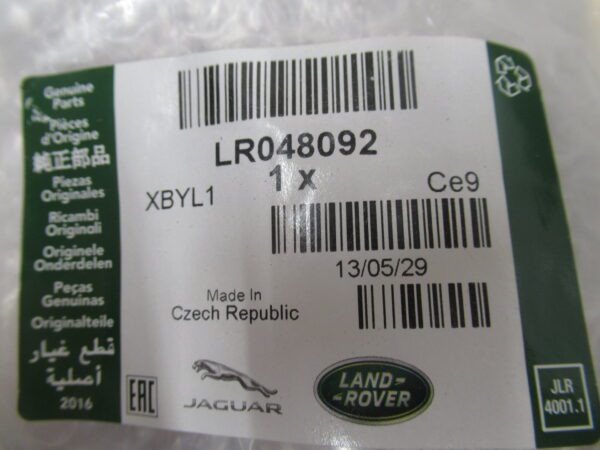 Genuine
Parts
Pièces
d'Origine
純正部品
Piezas
Originales
Ricambi
Originali
Originele
Onderdelen
Peças
Genuinas
Originalteile
قطع غيار
أصلية
2016
LR048092
1 x
XBYL1
Ce9
13/05/29
Made In
Czech Republic
EAC
JAGUAR
LAND-
-ROVER
JLR
4001.1